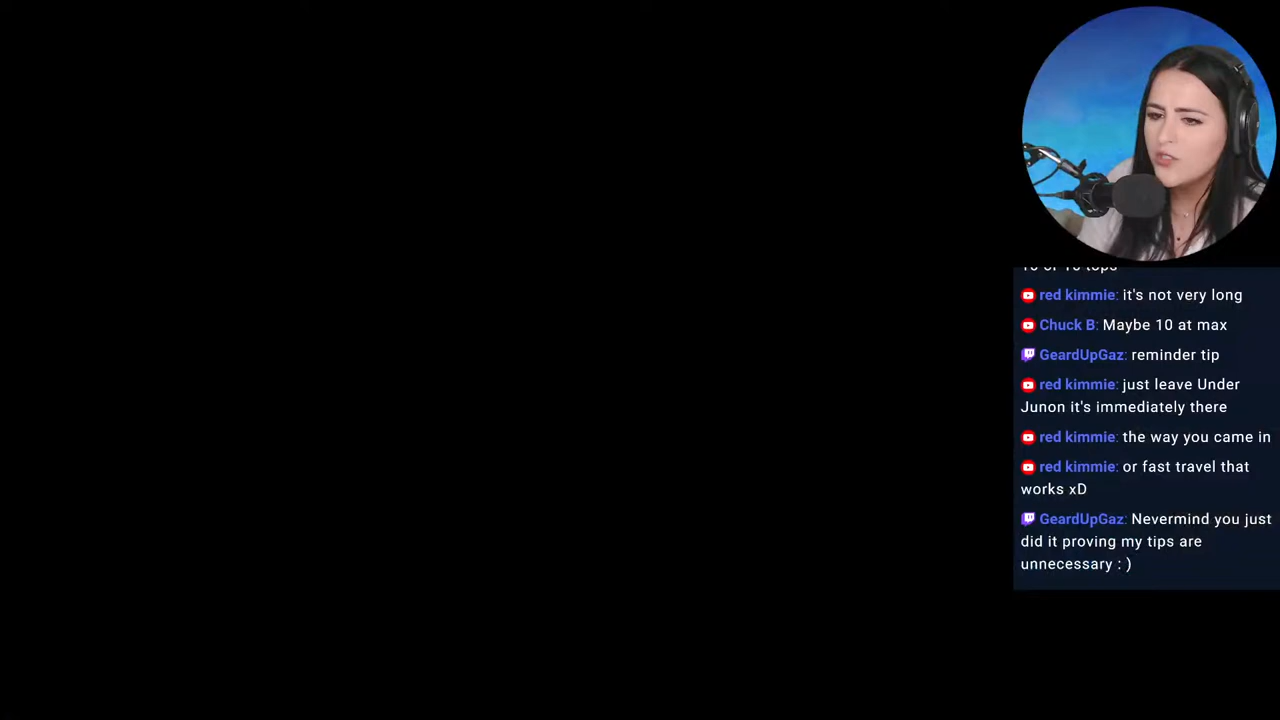 red kimmie: it's not very long
Chuck B: Maybe 10 at max
GeardUpGaz: reminder tip
red kimmie: just leave Under
Junon it's immediately there
red kimmie: the way you came in
red kimmie: or fast travel that
works xD
GeardUpGaz: Nevermind you just
did it proving my tips are
unnecessary : )